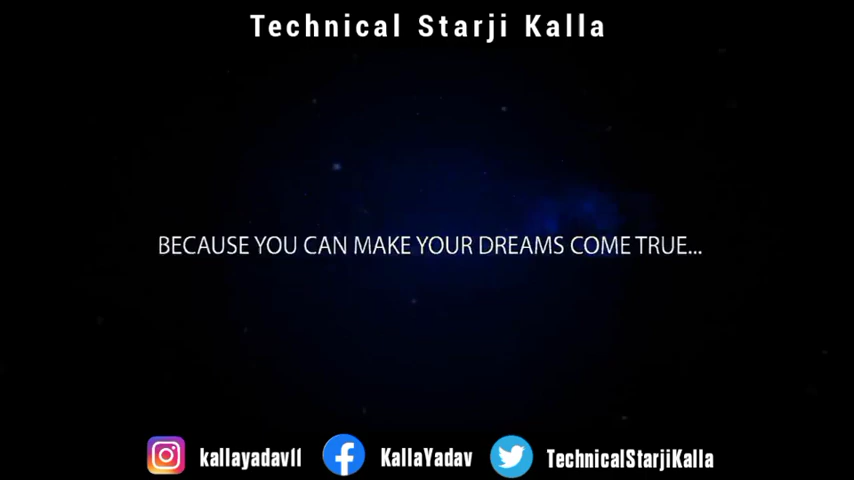 Technical Starji Kalla
BECAUSE YOU CAN MAKE YOUR DREAMS COME TRUE...
kallayadav11 KallaYadav TechnicalStarjiKalla